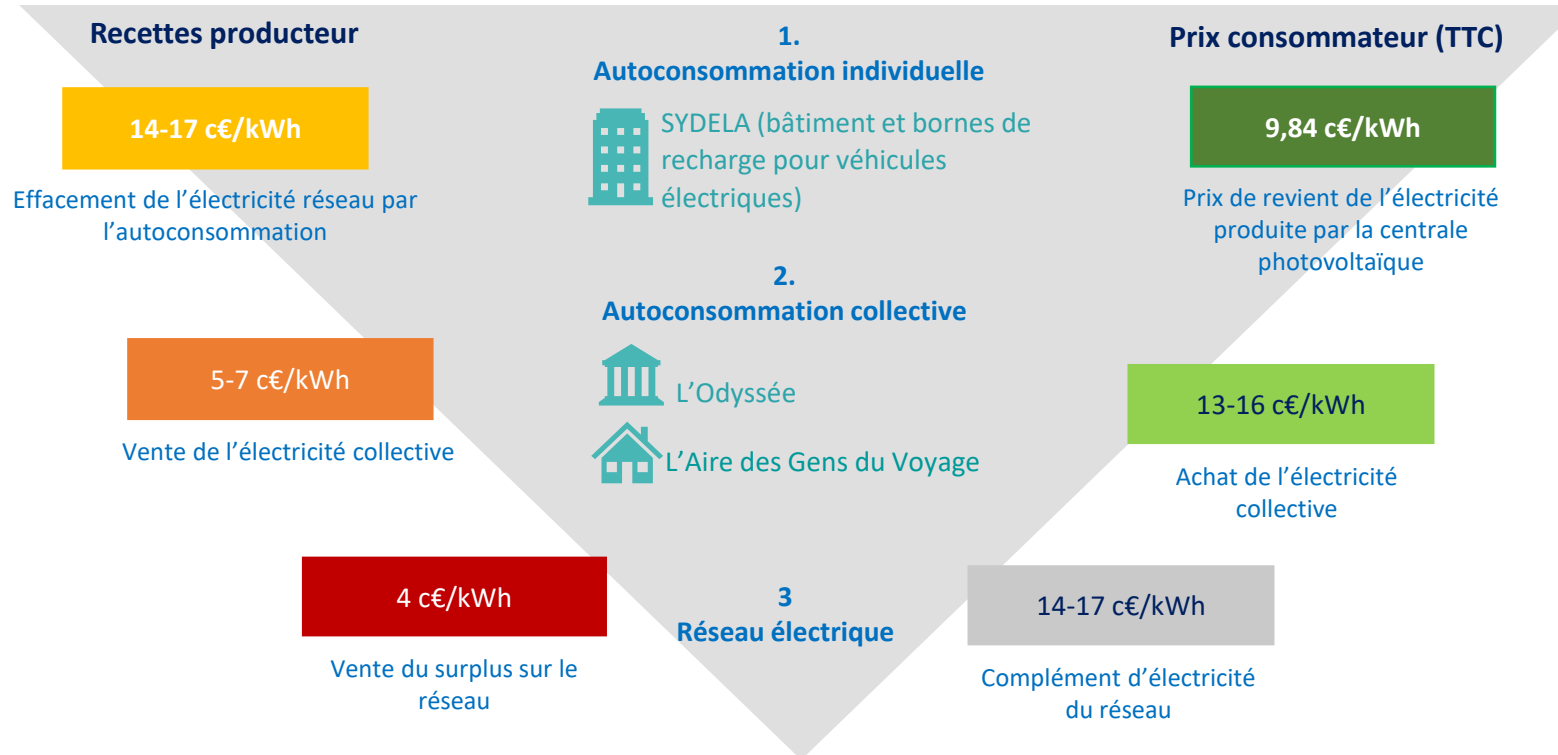 Recettes producteur
1.
Autoconsommation individuelle
Prix consommateur (TTC)
14-17 c€/kWh
Effacement de l’électricité réseau par
l’autoconsommation
SYDELA (bâtiment et bornes de
recharge pour véhicules
électriques)
9,84 c€/kWh
Prix de revient de l’électricité
produite par la centrale
photovoltaïque
2.
Autoconsommation collective
5-7 c€/kWh
Vente de l’électricité collective
L’Odyssée
L’Aire des Gens du Voyage
13-16 c€/kWh
Achat de l’électricité
collective
4 c€/kWh
Vente du surplus sur le
réseau
3
Réseau électrique
14-17 c€/kWh
Complément d’électricité
du réseau